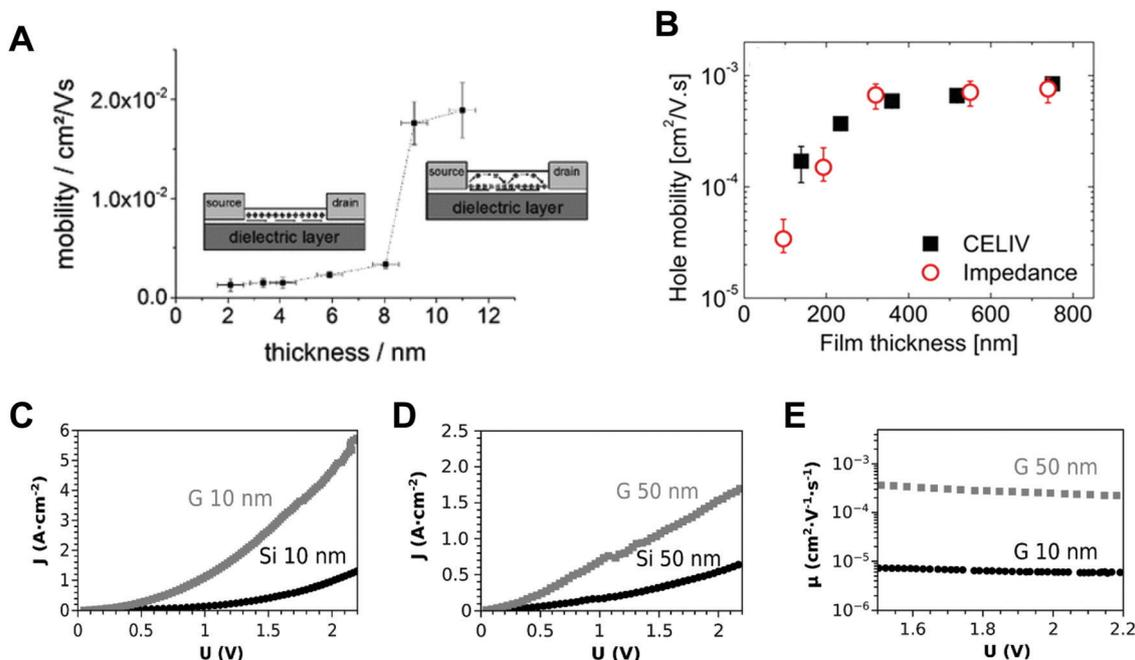 A
mobility / cm²/Vs
2.0x10⁻²
1.0x10⁻²
0.0
0 2 4 6 8 10 12
thickness / nm
source drain
dielectric layer
source drain
dielectric layer
B
Hole mobility [cm²/V.s]
10⁻³
10⁻⁴
10⁻⁵
CELIV
Impedance
0 200 400 600 800
Film thickness [nm]
C
J (A·cm⁻²)
6
5
4
3
2
1
0
G 10 nm
Si 10 nm
0 0.5 1 1.5 2
U (V)
D
J (A·cm⁻²)
2.5
2.0
1.5
1.0
0.5
0
G 50 nm
Si 50 nm
0 0.5 1 1.5 2
U (V)
E
μ (cm²·V⁻¹·s⁻¹)
10⁻³
10⁻⁴
10⁻⁵
10⁻⁶
G 50 nm
G 10 nm
1.6 1.8 2 2.2
U (V)